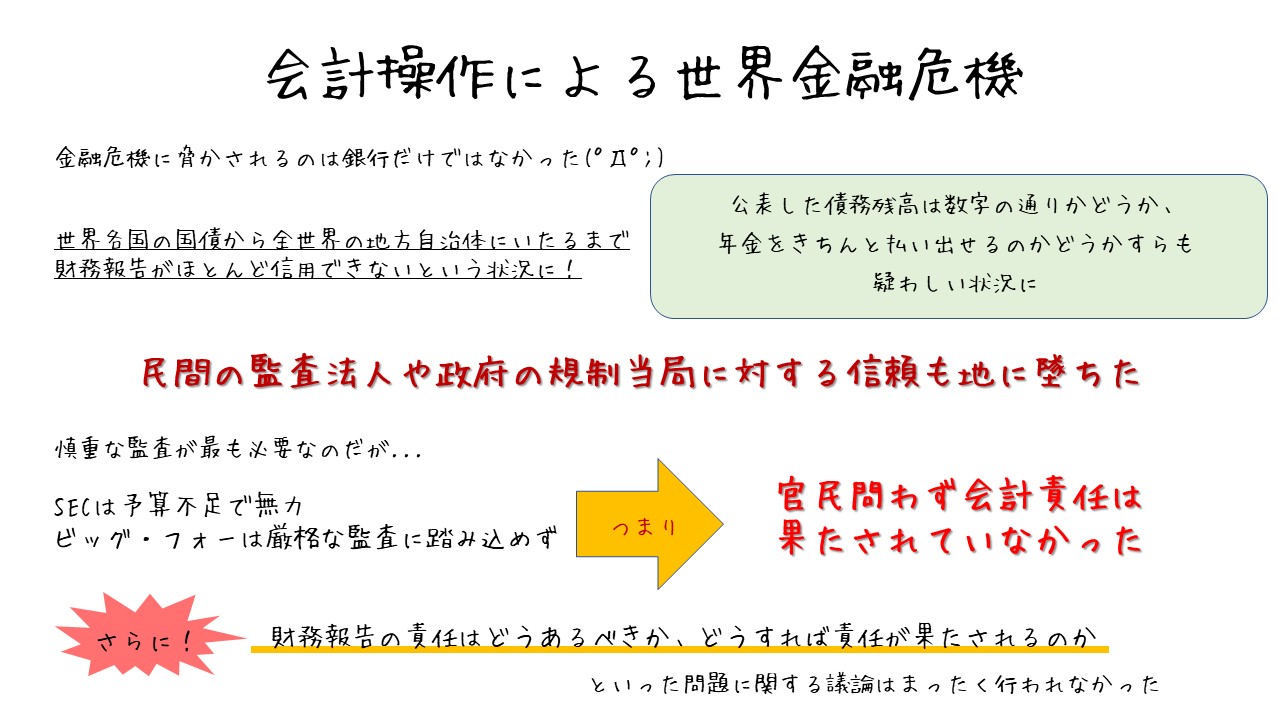 会計操作による世界金融危機
金融危機に脅かされるのは銀行だけではなかった(ﾟДﾟ;)
世界各国の国債から全世界の地方自治体にいたるまで
財務報告がほとんど信用できないという状況に！
公表した債務残高は数字の通りかどうか、
年金をきちんと払い出せるのかどうかすらも
疑わしい状況に
民間の監査法人や政府の規制当局に対する信頼も地に墜ちた
慎重な監査が最も必要なのだが...
SECは予算不足で無力
ビッグ・フォーは厳格な監査に踏み込めず
つまり
官民問わず会計責任は
果たされていなかった
さらに！
財務報告の責任はどうあるべきか、どうすれば責任が果たされるのか
といった問題に関する議論はまったく行われなかった